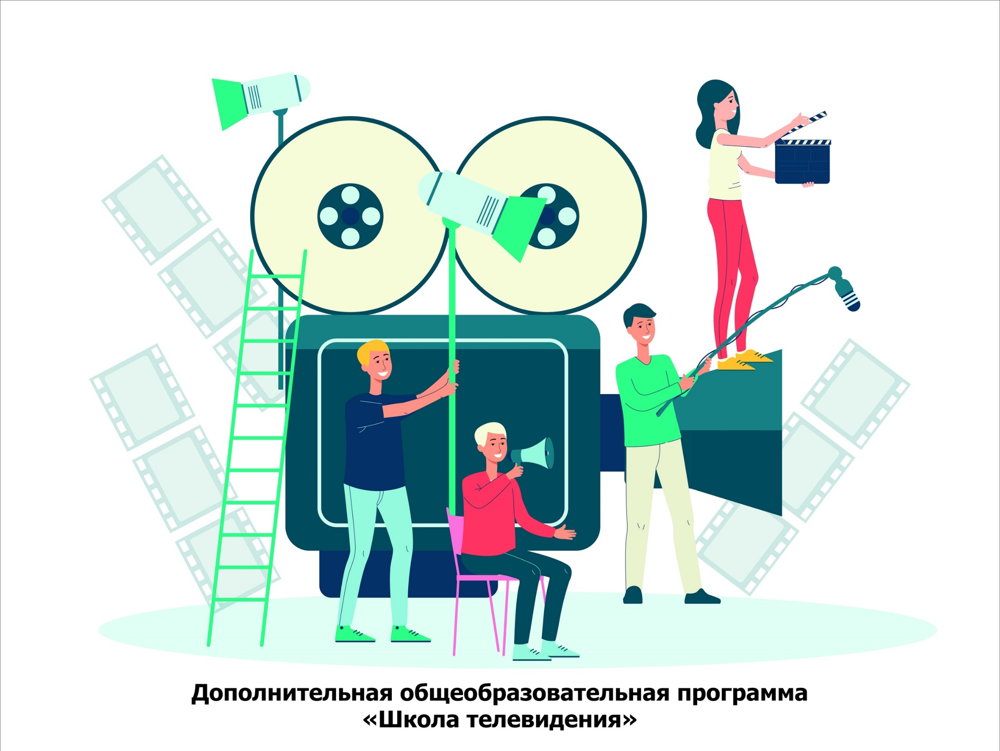 Дополнительная общеобразовательная программа
«Школа телевидения»